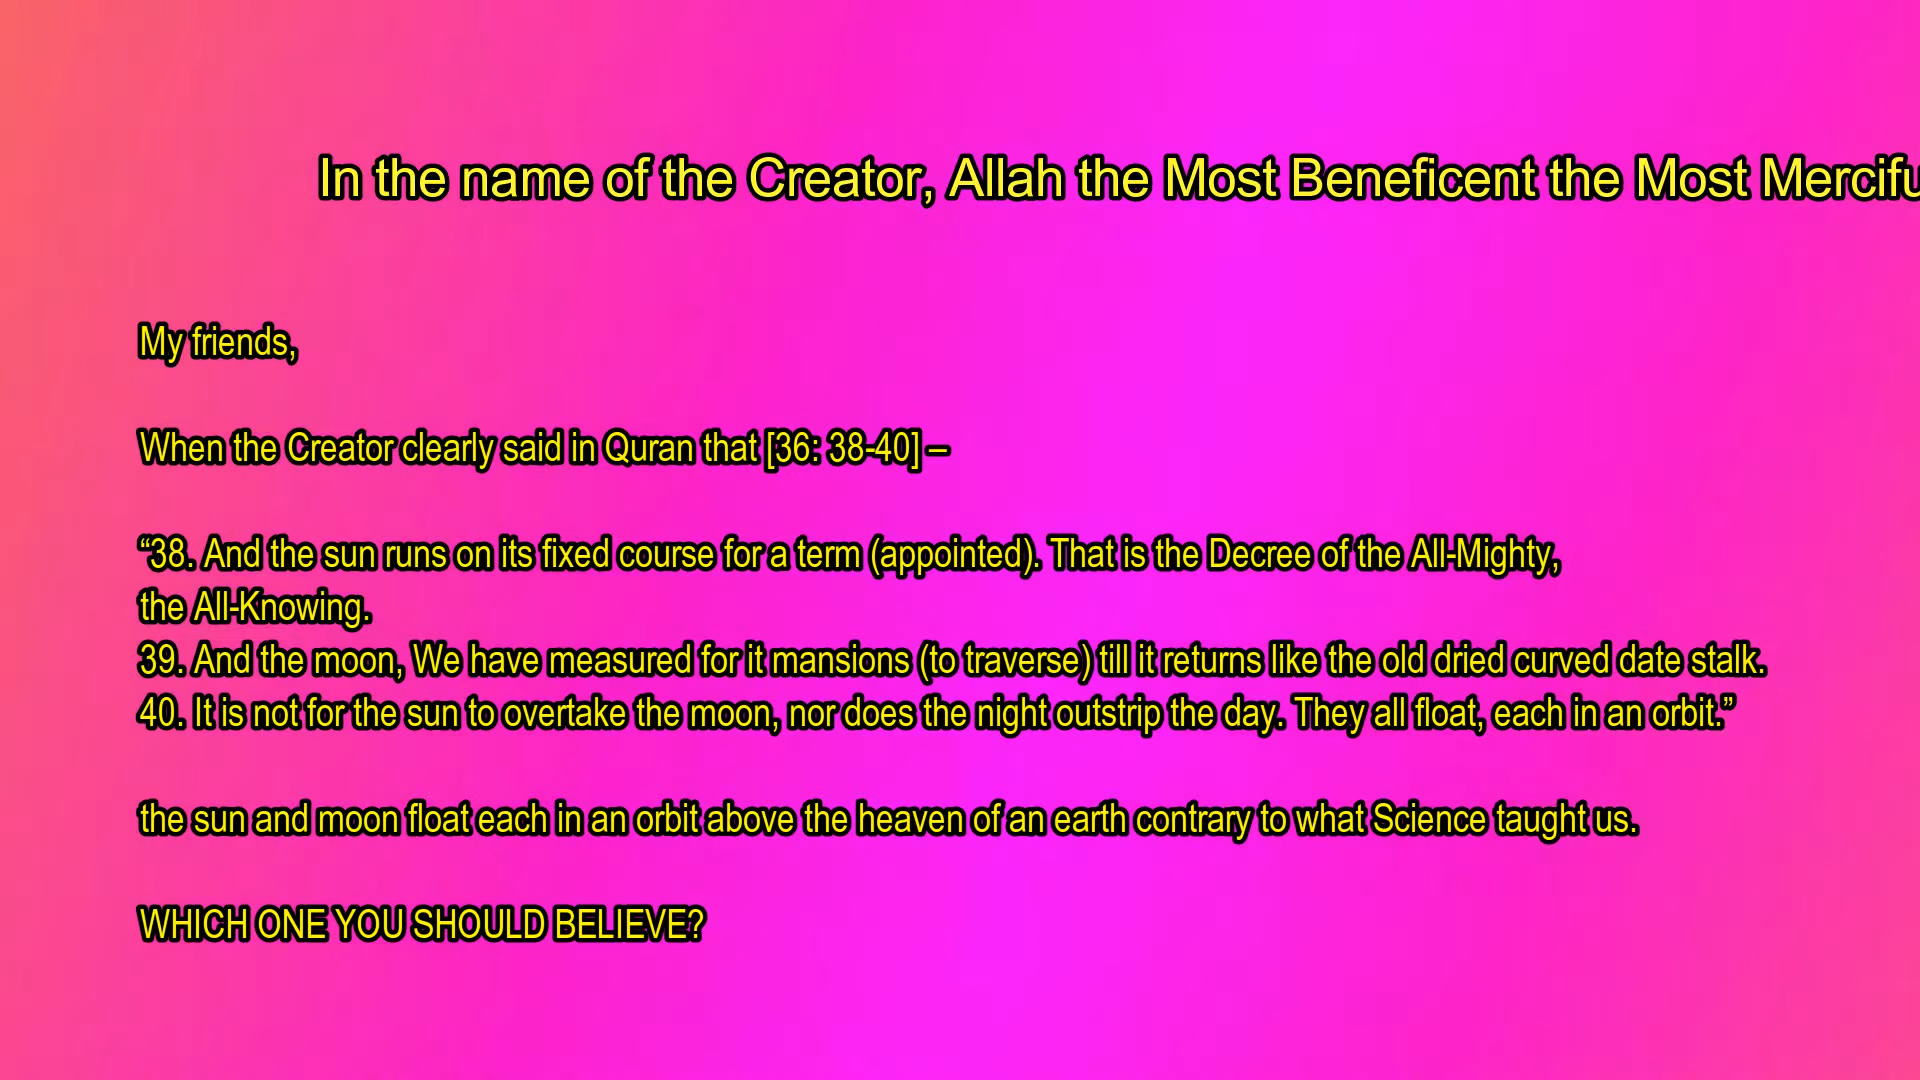 In the name of the Creator, Allah the Most Beneficent the Most Mercifu
My friends,
When the Creator clearly said in Quran that [36: 38-40] –
“38. And the sun runs on its fixed course for a term (appointed). That is the Decree of the All-Mighty,
the All-Knowing.
39. And the moon, We have measured for it mansions (to traverse) till it returns like the old dried curved date stalk.
40. It is not for the sun to overtake the moon, nor does the night outstrip the day. They all float, each in an orbit.”
the sun and moon float each in an orbit above the heaven of an earth contrary to what Science taught us.
WHICH ONE YOU SHOULD BELIEVE?